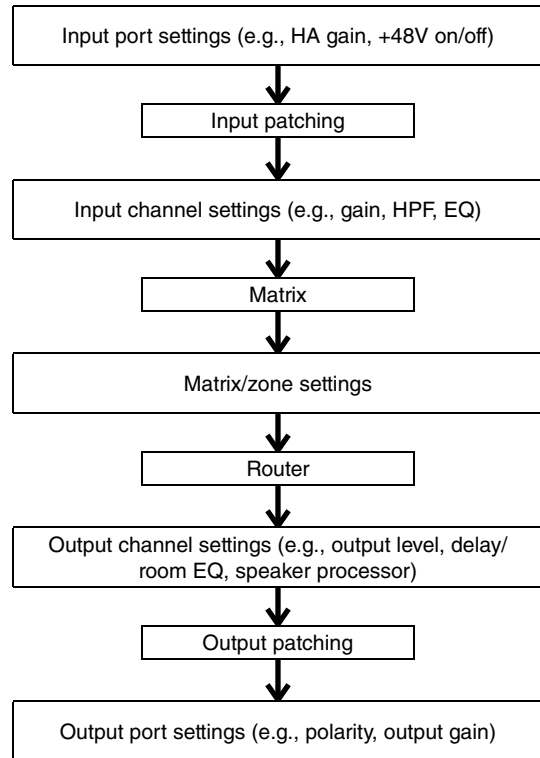 Input port settings (e.g., HA gain, +48V on/off)
Input patching
Input channel settings (e.g., gain, HPF, EQ)
Matrix
Matrix/zone settings
Router
Output channel settings (e.g., output level, delay/
room EQ, speaker processor)
Output patching
Output port settings (e.g., polarity, output gain)